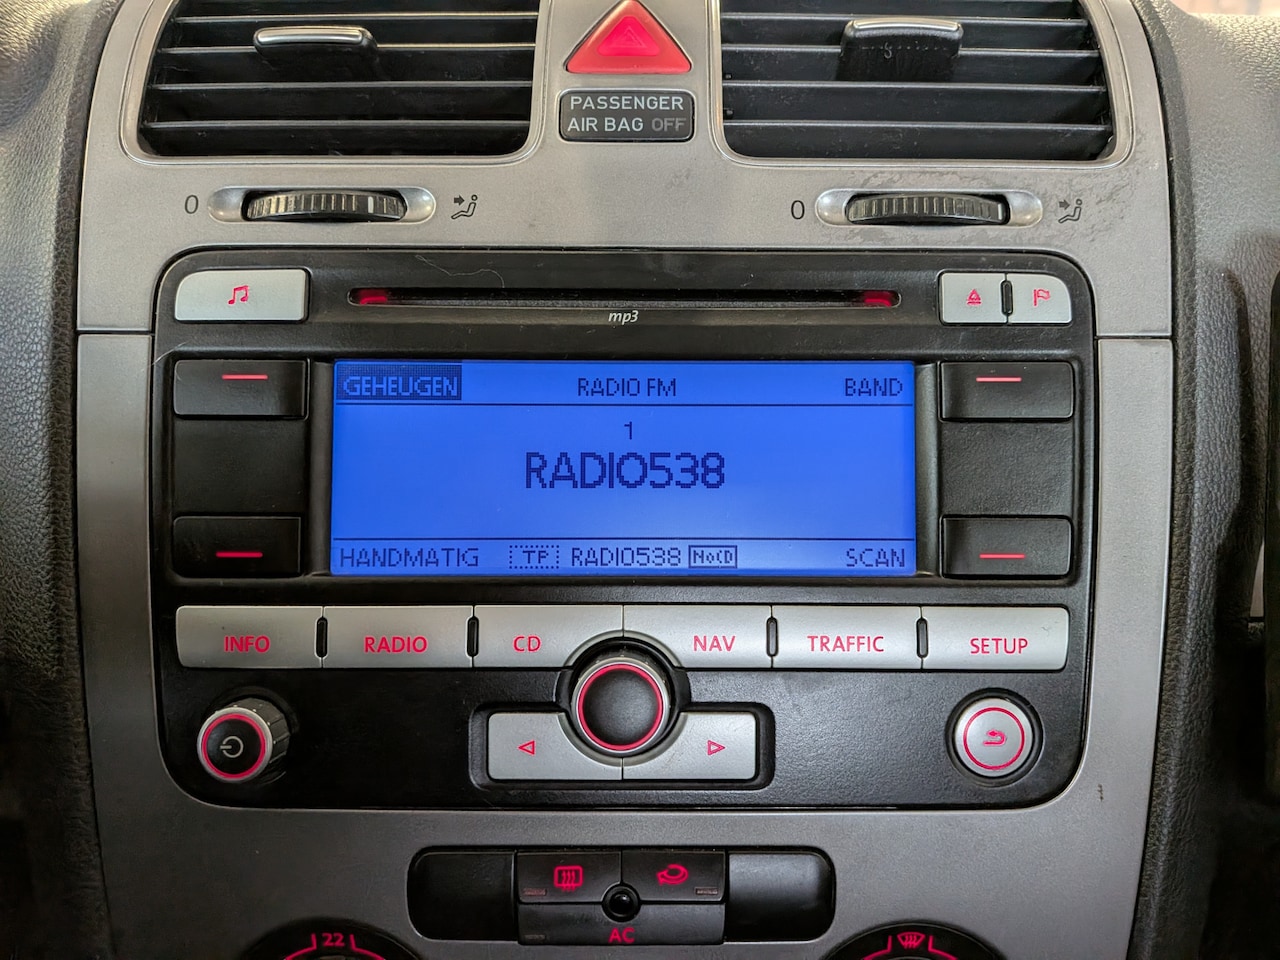 PASSENGER
AIR BAG OFF
0
0
mp3
GEHEUGEN RADIO FM BAND
1
RADIO538
HANDMATIG TP RADIO538 NoCD SCAN
INFO RADIO CD NAV TRAFFIC SETUP
AC
22